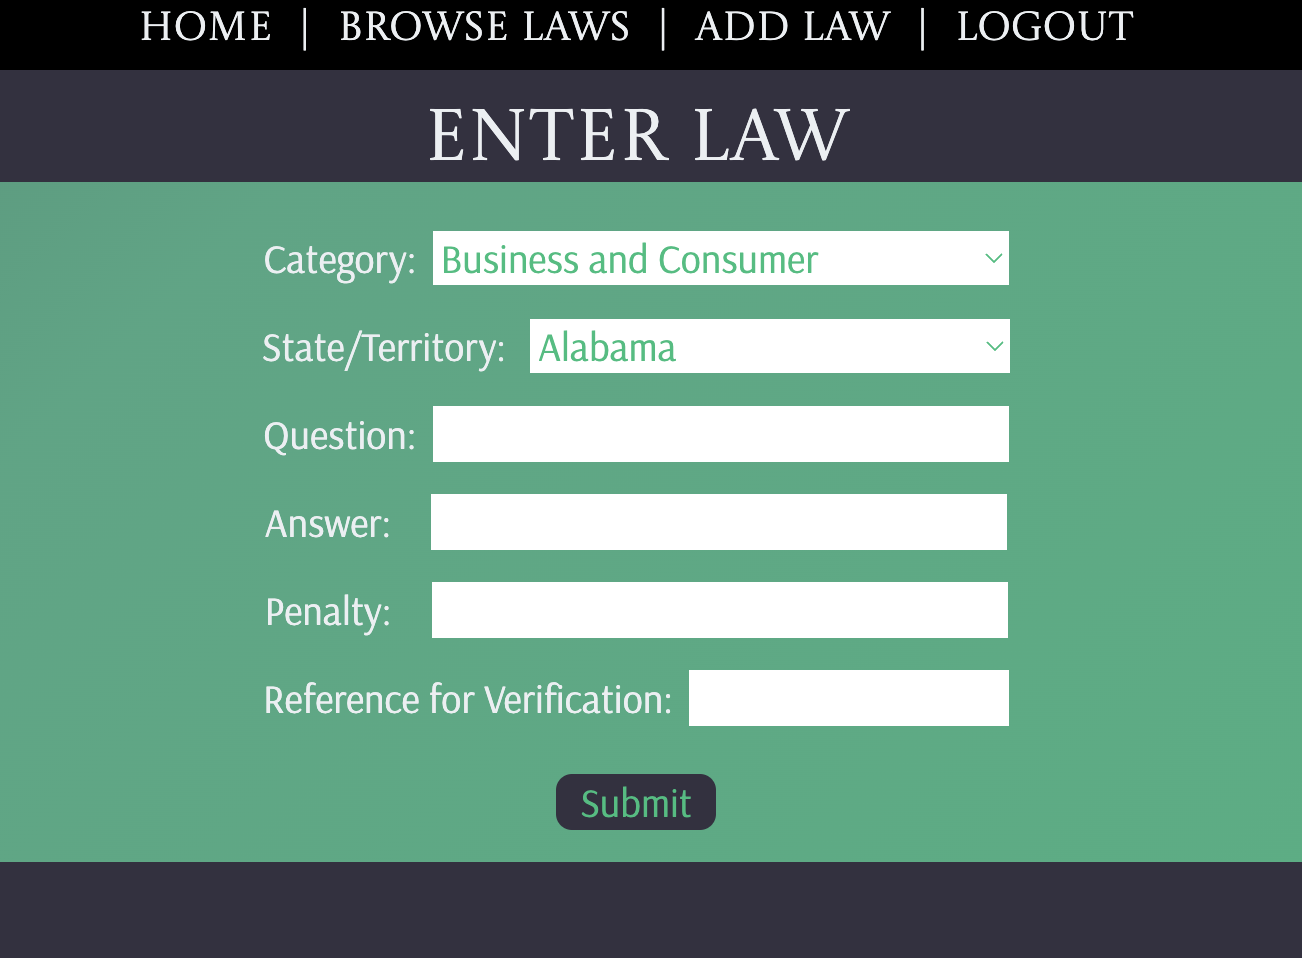 HOME | BROWSE LAWS | ADD LAW | LOGOUT
ENTER LAW
Category: Business and Consumer
State/Territory: Alabama
Question:
Answer:
Penalty:
Reference for Verification:
Submit